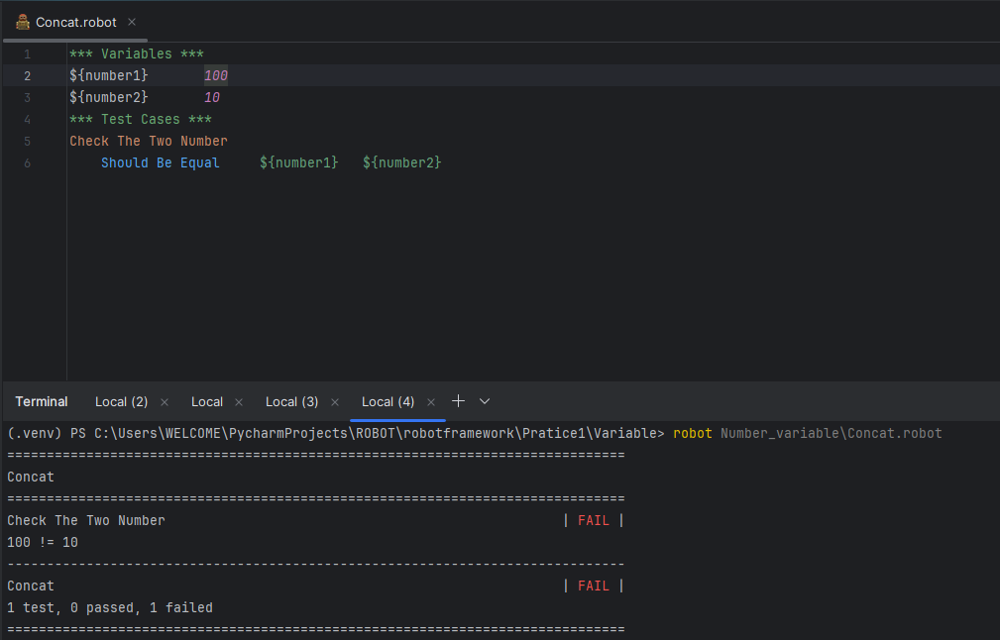 Concat.robot ×
1 *** Variables ***
2 ${number1}       100
3 ${number2}       10
4 *** Test Cases ***
5 Check The Two Number
6     Should Be Equal     ${number1}   ${number2}
Terminal Local (2) × Local × Local (3) × Local (4) × +
(.venv) PS C:\Users\WELCOME\PycharmProjects\ROBOT\robotframework\Pratice1\Variable> robot Number_variable\Concat.robot
==============================================================================
Concat
==============================================================================
Check The Two Number                                                  | FAIL |
100 != 10
------------------------------------------------------------------------------
Concat                                                                | FAIL |
1 test, 0 passed, 1 failed
==============================================================================